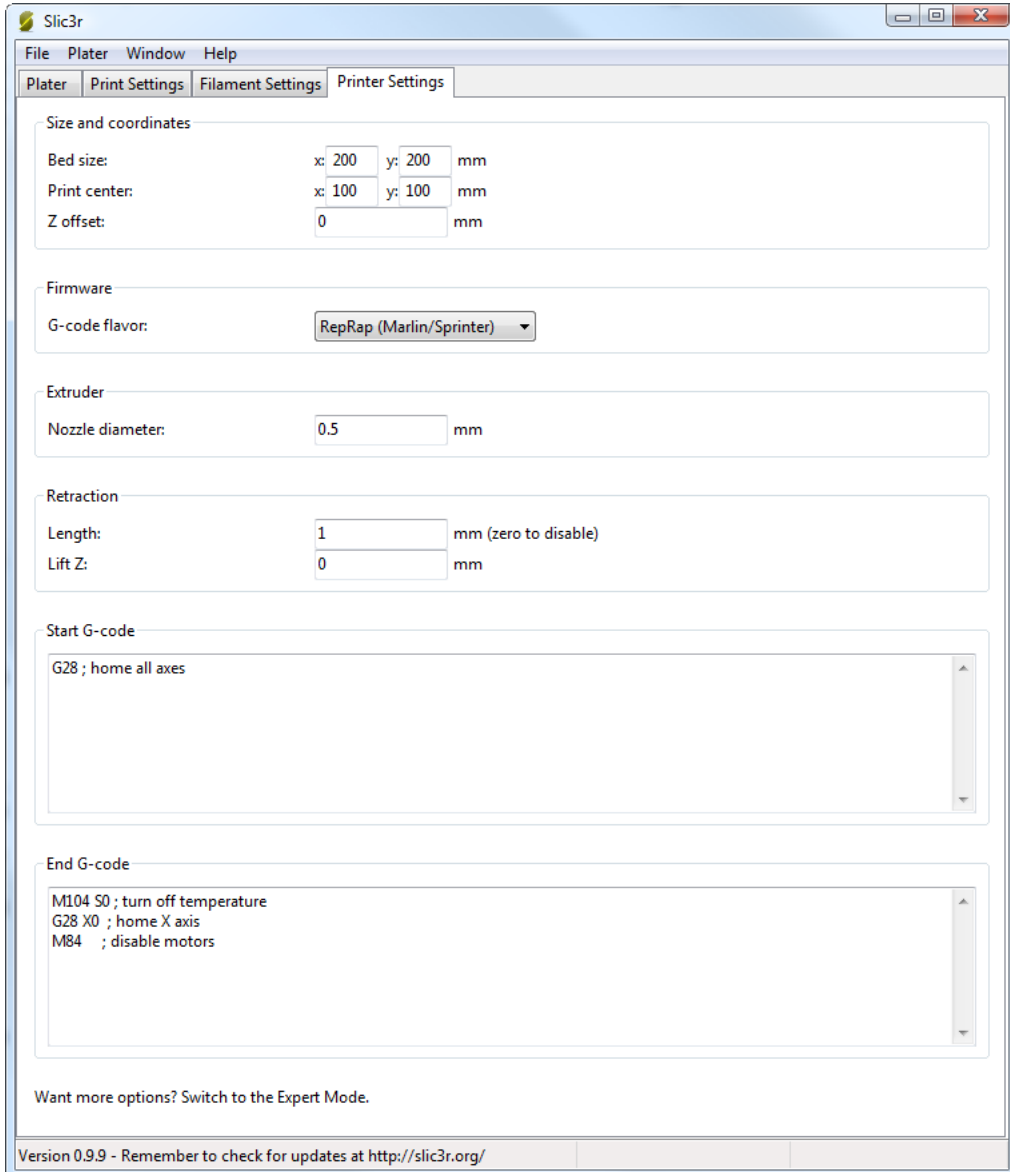 Slic3r
File Plater Window Help
Plater Print Settings Filament Settings Printer Settings
Size and coordinates
Bed size: x: 200 y: 200 mm
Print center: x: 100 y: 100 mm
Z offset: 0 mm
Firmware
G-code flavor: RepRap (Marlin/Sprinter)
Extruder
Nozzle diameter: 0.5 mm
Retraction
Length: 1 mm (zero to disable)
Lift Z: 0 mm
Start G-code
G28 ; home all axes
End G-code
M104 S0 ; turn off temperature
G28 X0 ; home X axis
M84 ; disable motors
Want more options? Switch to the Expert Mode.
Version 0.9.9 - Remember to check for updates at http://slic3r.org/